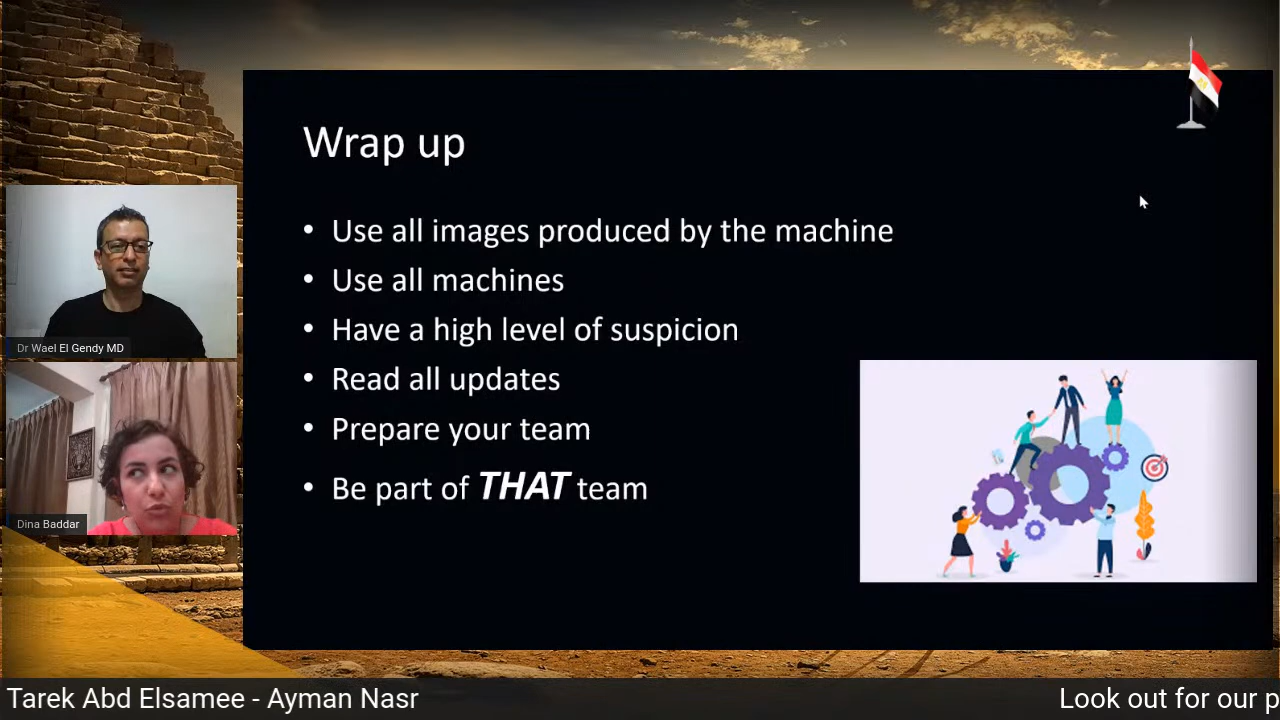 Wrap up
• Use all images produced by the machine
• Use all machines
• Have a high level of suspicion
• Read all updates
• Prepare your team
• Be part of THAT team
Dr Wael El Gendy MD
Dina Baddar
Tarek Abd Elsamee - Ayman Nasr
Look out for our p